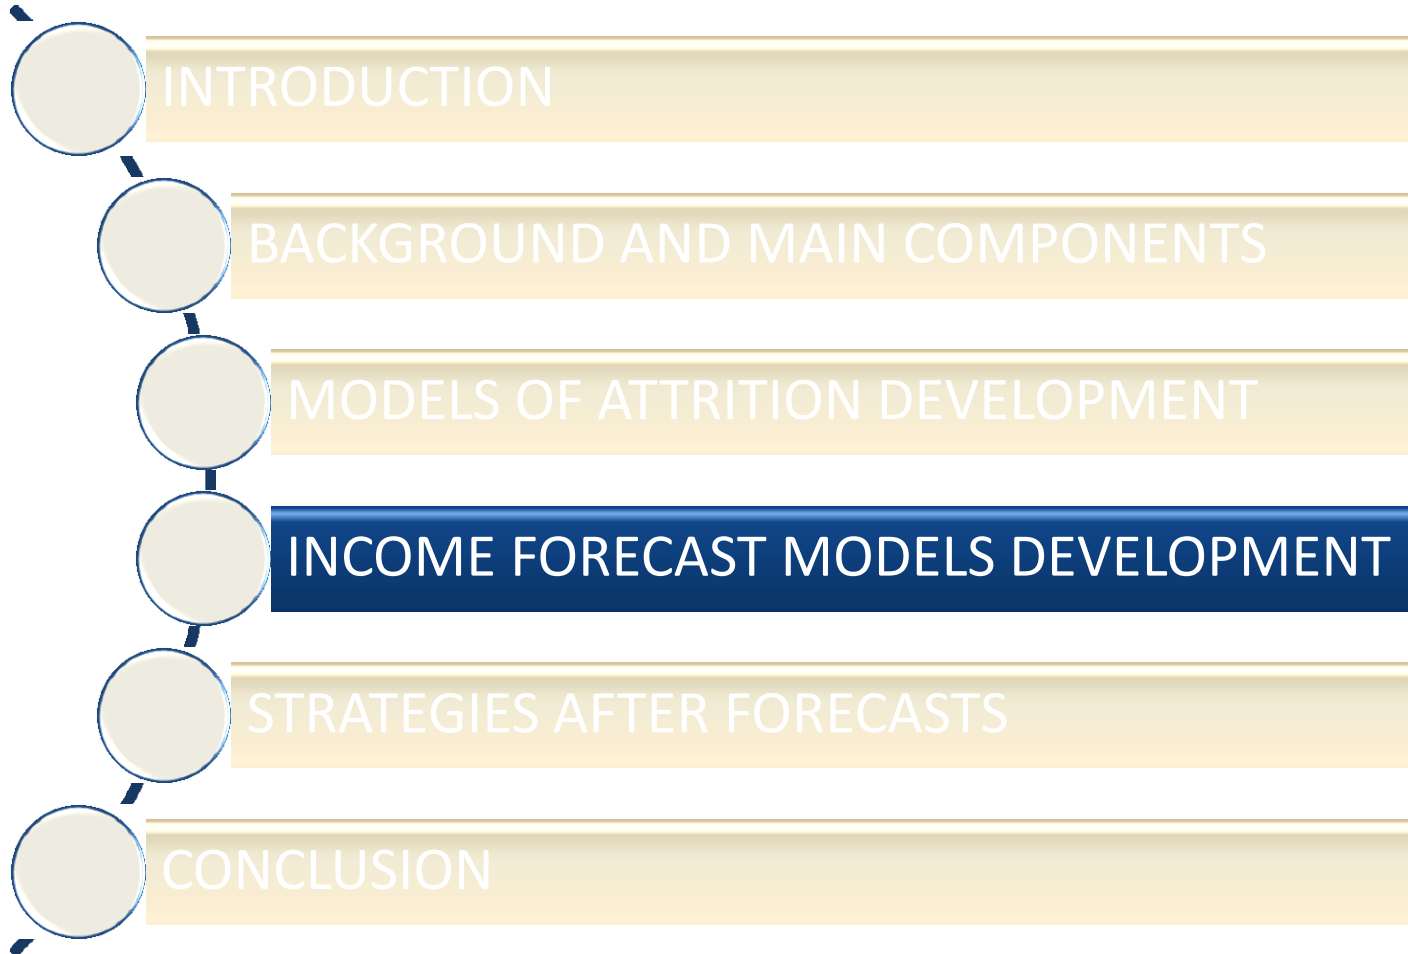 INTRODUCTION
BACKGROUND AND MAIN COMPONENTS
MODELS OF ATTRITION DEVELOPMENT
INCOME FORECAST MODELS DEVELOPMENT
STRATEGIES AFTER FORECASTS
CONCLUSION